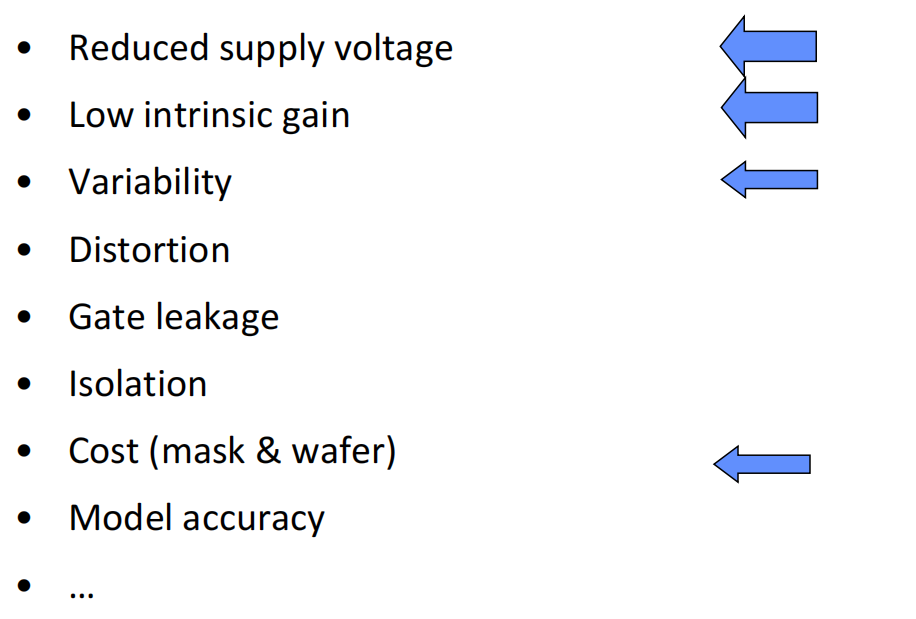 • Reduced supply voltage
• Low intrinsic gain
• Variability
• Distortion
• Gate leakage
• Isolation
• Cost (mask & wafer)
• Model accuracy
• ...